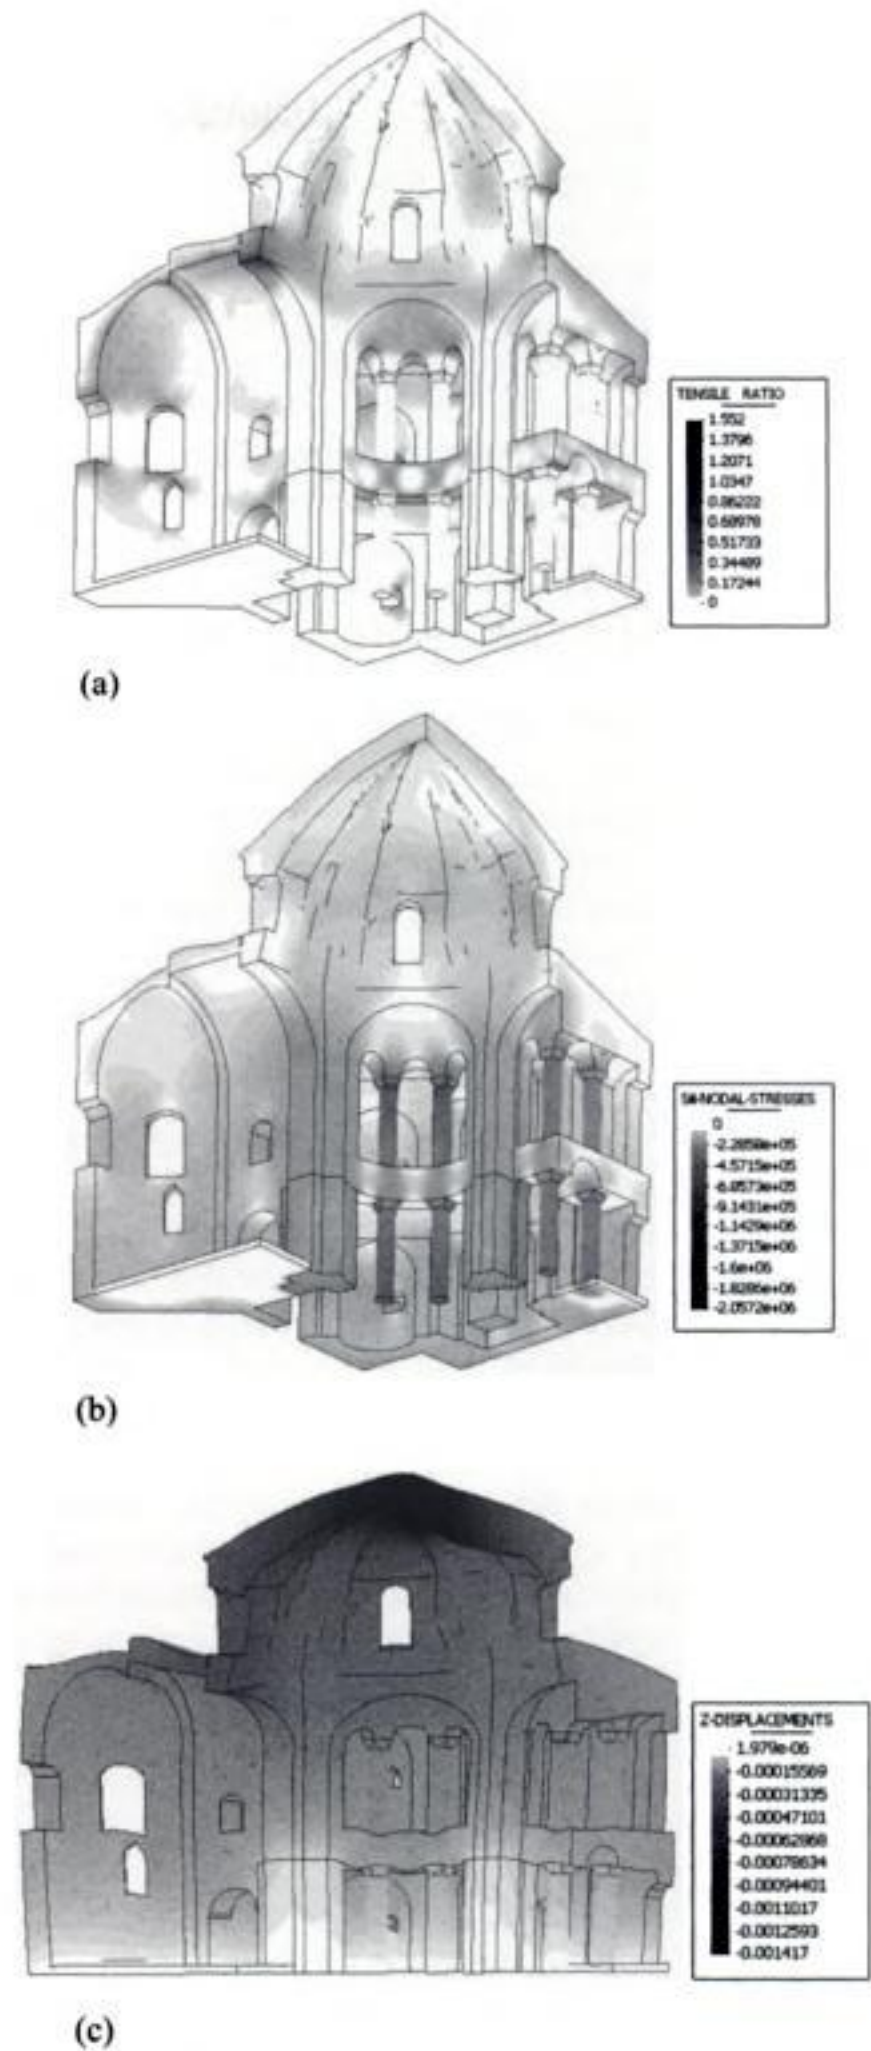 TENSILE RATIO
1.552
1.3796
1.2071
1.0347
0.86222
0.68978
0.51733
0.34489
0.17244
0
(a)
SIII-NODAL-STRESSES
0
-2.2858e+05
-4.5715e+05
-6.8573e+05
-9.1431e+05
-1.1429e+06
-1.3715e+06
-1.6e+06
-1.8286e+06
-2.0572e+06
(b)
Z-DISPLACEMENTS
1.979e-06
-0.00015569
-0.00031335
-0.00047101
-0.00062868
-0.00078634
-0.00094401
-0.0011017
-0.0012593
-0.001417
(c)